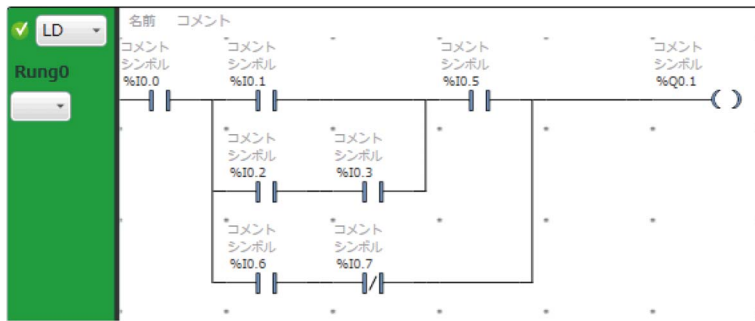 LD
Rung0
名前 コメント
コメント コメント コメント コメント
シンボル シンボル シンボル シンボル
%I0.0 %I0.1 %I0.5 %Q0.1
コメント コメント
シンボル シンボル
%I0.2 %I0.3
コメント コメント
シンボル シンボル
%I0.6 %I0.7